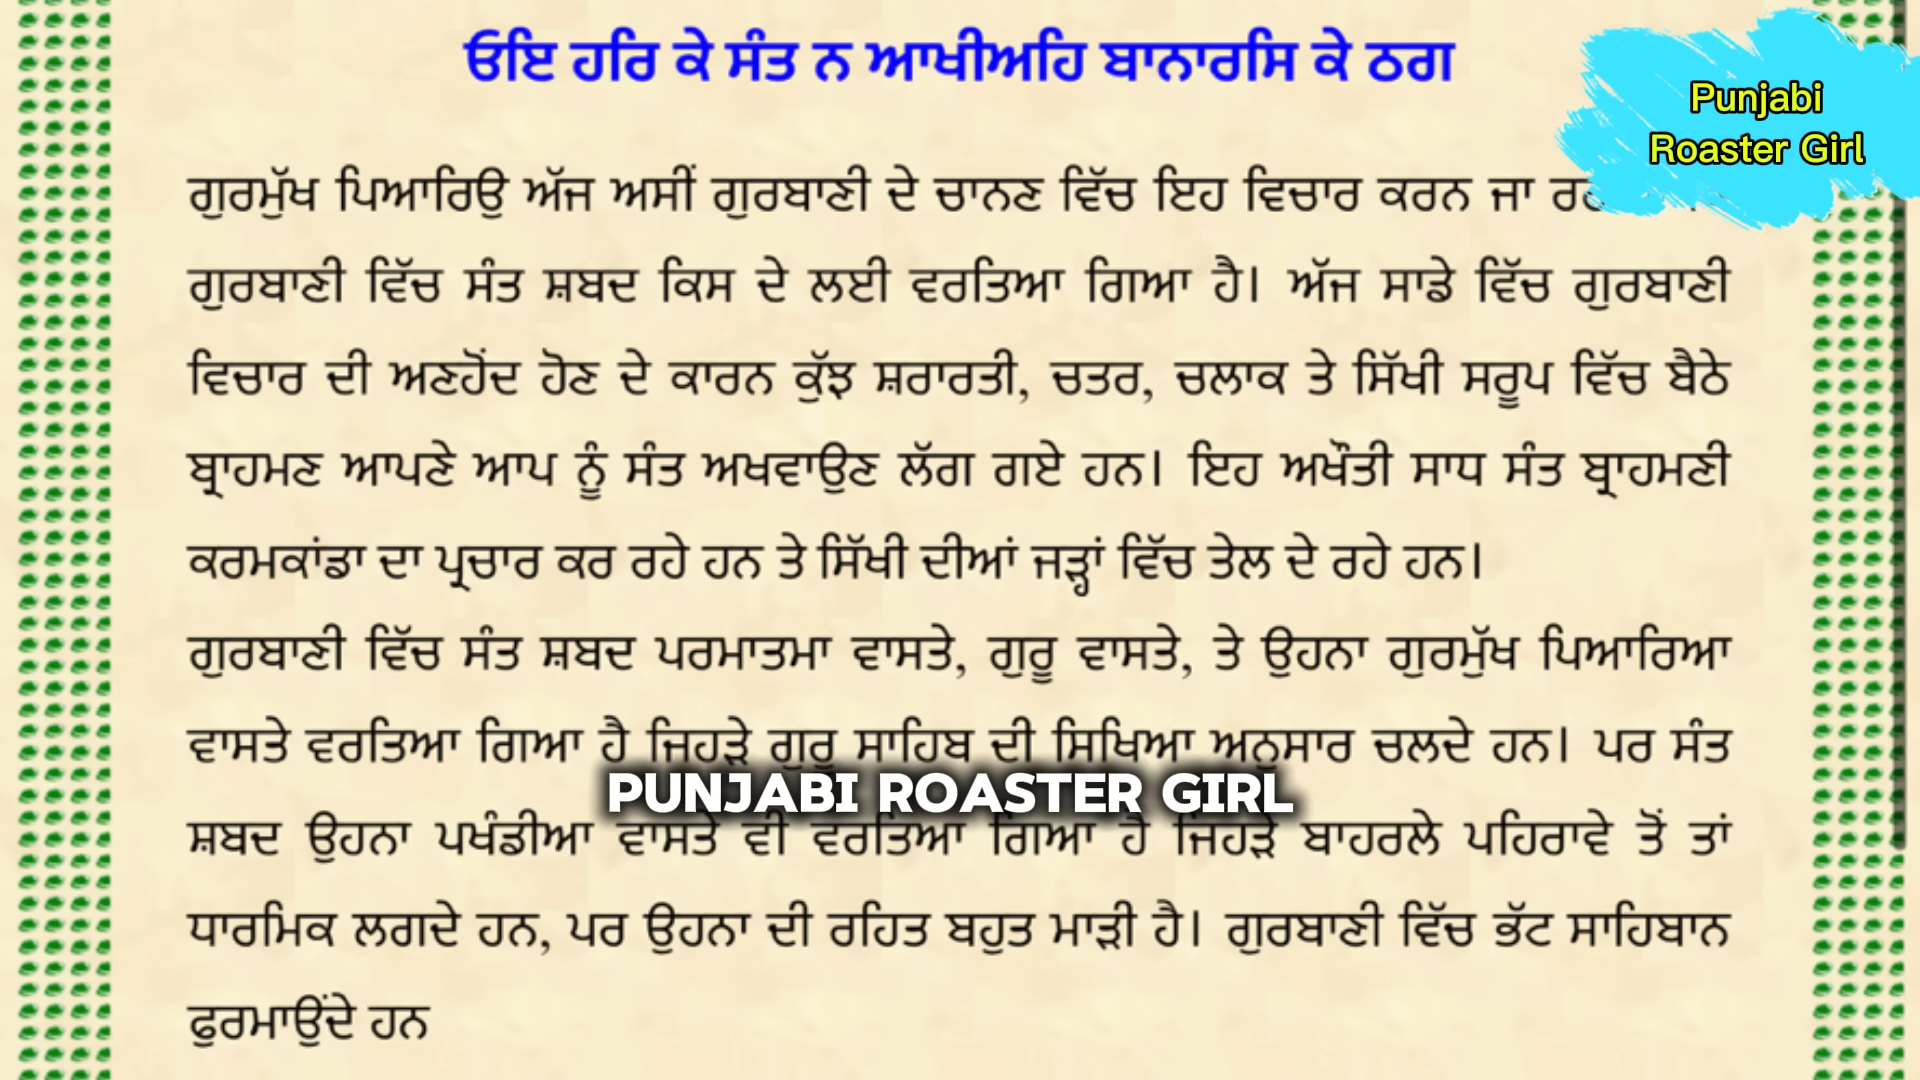 ਓਇ ਹਰਿ ਕੇ ਸੰਤ ਨ ਆਖੀਅਹਿ ਬਾਨਾਰਸਿ ਕੇ ਠਗ
Punjabi
Roaster Girl
ਗੁਰਮੁੱਖ ਪਿਆਰਿਉ ਅੱਜ ਅਸੀਂ ਗੁਰਬਾਣੀ ਦੇ ਚਾਨਣ ਵਿੱਚ ਇਹ ਵਿਚਾਰ ਕਰਨ ਜਾ
ਗੁਰਬਾਣੀ ਵਿੱਚ ਸੰਤ ਸ਼ਬਦ ਕਿਸ ਦੇ ਲਈ ਵਰਤਿਆ ਗਿਆ ਹੈ। ਅੱਜ ਸਾਡੇ ਵਿੱਚ ਗੁਰਬਾਣੀ
ਵਿਚਾਰ ਦੀ ਅਣਹੋਂਦ ਹੋਣ ਦੇ ਕਾਰਨ ਕੁੱਝ ਸ਼ਰਾਰਤੀ, ਚਤਰ, ਚਲਾਕ ਤੇ ਸਿੱਖੀ ਸਰੂਪ ਵਿੱਚ ਬੈਠੇ
ਬ੍ਰਾਹਮਣ ਆਪਣੇ ਆਪ ਨੂੰ ਸੰਤ ਅਖਵਾਉਣ ਲੱਗ ਗਏ ਹਨ। ਇਹ ਅਖੌਤੀ ਸਾਧ ਸੰਤ ਬ੍ਰਾਹਮਣੀ
ਕਰਮਕਾਂਡਾ ਦਾ ਪ੍ਰਚਾਰ ਕਰ ਰਹੇ ਹਨ ਤੇ ਸਿੱਖੀ ਦੀਆਂ ਜੜ੍ਹਾਂ ਵਿੱਚ ਤੇਲ ਦੇ ਰਹੇ ਹਨ।
ਗੁਰਬਾਣੀ ਵਿੱਚ ਸੰਤ ਸ਼ਬਦ ਪਰਮਾਤਮਾ ਵਾਸਤੇ, ਗੁਰੂ ਵਾਸਤੇ, ਤੇ ਉਹਨਾ ਗੁਰਮੁੱਖ ਪਿਆਰਿਆ
ਵਾਸਤੇ ਵਰਤਿਆ ਗਿਆ ਹੈ ਜਿਹੜੇ ਗੁਰੂ ਸਾਹਿਬ ਦੀ ਸਿਖਿਆ ਅਨੁਸਾਰ ਚਲਦੇ ਹਨ। ਪਰ ਸੰਤ
PUNJABI ROASTER GIRL
ਸ਼ਬਦ ਉਹਨਾ ਪਖੰਡੀਆ ਵਾਸਤੇ ਵੀ ਵਰਤਿਆ ਗਿਆ ਹੈ ਜਿਹੜੇ ਬਾਹਰਲੇ ਪਹਿਰਾਵੇ ਤੋਂ ਤਾਂ
ਧਾਰਮਿਕ ਲਗਦੇ ਹਨ, ਪਰ ਉਹਨਾ ਦੀ ਰਹਿਤ ਬਹੁਤ ਮਾੜੀ ਹੈ। ਗੁਰਬਾਣੀ ਵਿੱਚ ਭੱਟ ਸਾਹਿਬਾਨ
ਫੁਰਮਾਉਂਦੇ ਹਨ